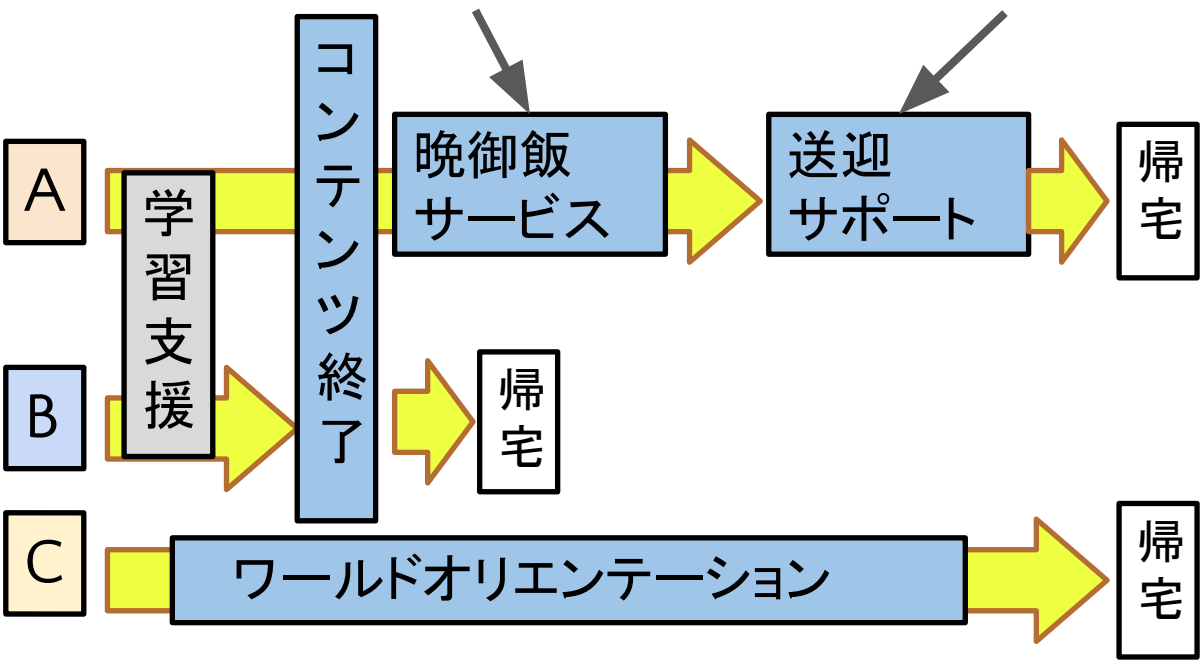 A
学習支援
コンテンツ終了
晩御飯
サービス
送迎
サポート
帰宅
B
帰宅
C
ワールドオリエンテーション
帰宅